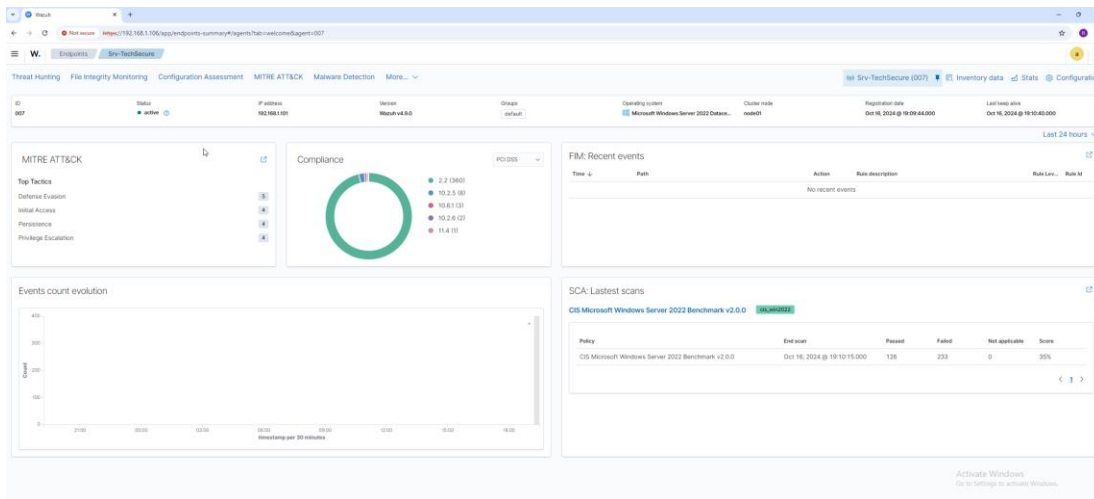 Wazuh
Not secure https://192.168.1.106/app/endpoints-summary#/agents?tab=welcome&agent=007
W. Endpoints Srv-TechSecure a
Threat Hunting File Integrity Monitoring Configuration Assessment MITRE ATT&CK Malware Detection More...
Srv-TechSecure (007) Inventory data Stats Configurati
ID Status IP address Version Groups Operating system Cluster node Registration date Last keep alive
007 active 192.168.1.101 Wazuh v4.9.0 default Microsoft Windows Server 2022 Datace... node01 Oct 16, 2024 @ 19:09:44.000 Oct 16, 2024 @ 19:10:40.000
Last 24 hours
MITRE ATT&CK
Top Tactics
Defense Evasion 5
Initial Access 4
Persistence 4
Privilege Escalation 4
Compliance PCI DSS
2.2 (360)
10.2.5 (8)
10.6.1 (3)
10.2.6 (2)
11.4 (1)
FIM: Recent events
Time Path Action Rule description Rule Lev... Rule Id
No recent events
Events count evolution
Count
400
300
200
100
0
21:00 00:00 03:00 06:00 09:00 12:00 15:00 18:00
timestamp per 30 minutes
SCA: Lastest scans
CIS Microsoft Windows Server 2022 Benchmark v2.0.0 cis_win2022
Policy End scan Passed Failed Not applicable Score
CIS Microsoft Windows Server 2022 Benchmark v2.0.0 Oct 16, 2024 @ 19:10:15.000 126 233 0 35%
1
Activate Windows
Go to Settings to activate Windows.